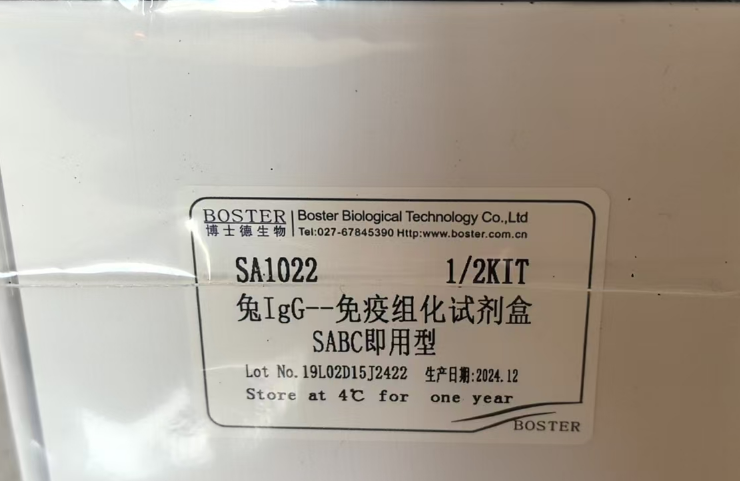 BOSTER Boster Biological Technology Co.,Ltd
博士德生物 Tel:027-67845390 Http:www.boster.com.cn
SA1022 1/2KIT
兔IgG--免疫组化试剂盒
SABC即用型
Lot No. 19L02D15J2422 生产日期:2024.12
Store at 4℃ for one year
BOSTER